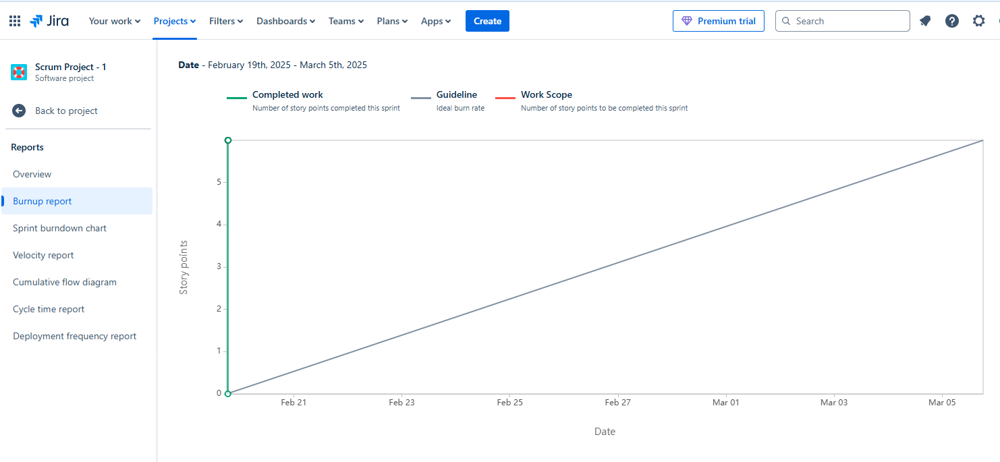 Jira Your work Projects Filters Dashboards Teams Plans Apps Create Premium trial Search
Scrum Project - 1
Software project
Back to project
Reports
Overview
Burnup report
Sprint burndown chart
Velocity report
Cumulative flow diagram
Cycle time report
Deployment frequency report
Date - February 19th, 2025 - March 5th, 2025
Completed work
Number of story points completed this sprint
Guideline
Ideal burn rate
Work Scope
Number of story points to be completed this sprint
Story points
5
4
3
2
1
0
Feb 21 Feb 23 Feb 25 Feb 27 Mar 01 Mar 03 Mar 05
Date